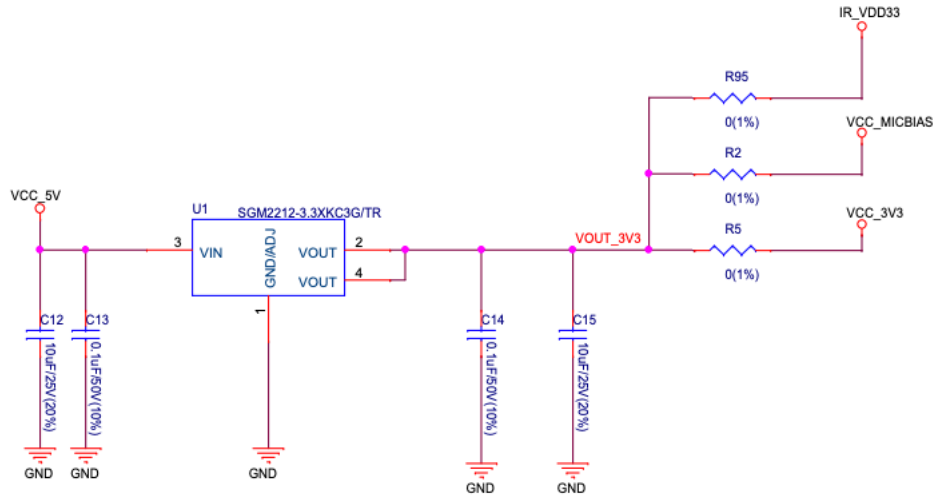 IR_VDD33
R95
0(1%)
VCC_MICBIAS
R2
0(1%)
VCC_5V
U1
SGM2212-3.3XKC3G/TR
VCC_3V3
R5
0(1%)
VOUT_3V3
3
VIN
GND/ADJ
VOUT
2
VOUT
4
1
C12
10uF/25V(20%)
C13
0.1uF/50V(10%)
C14
0.1uF/50V(10%)
C15
10uF/25V(20%)
GND
GND
GND
GND
GND